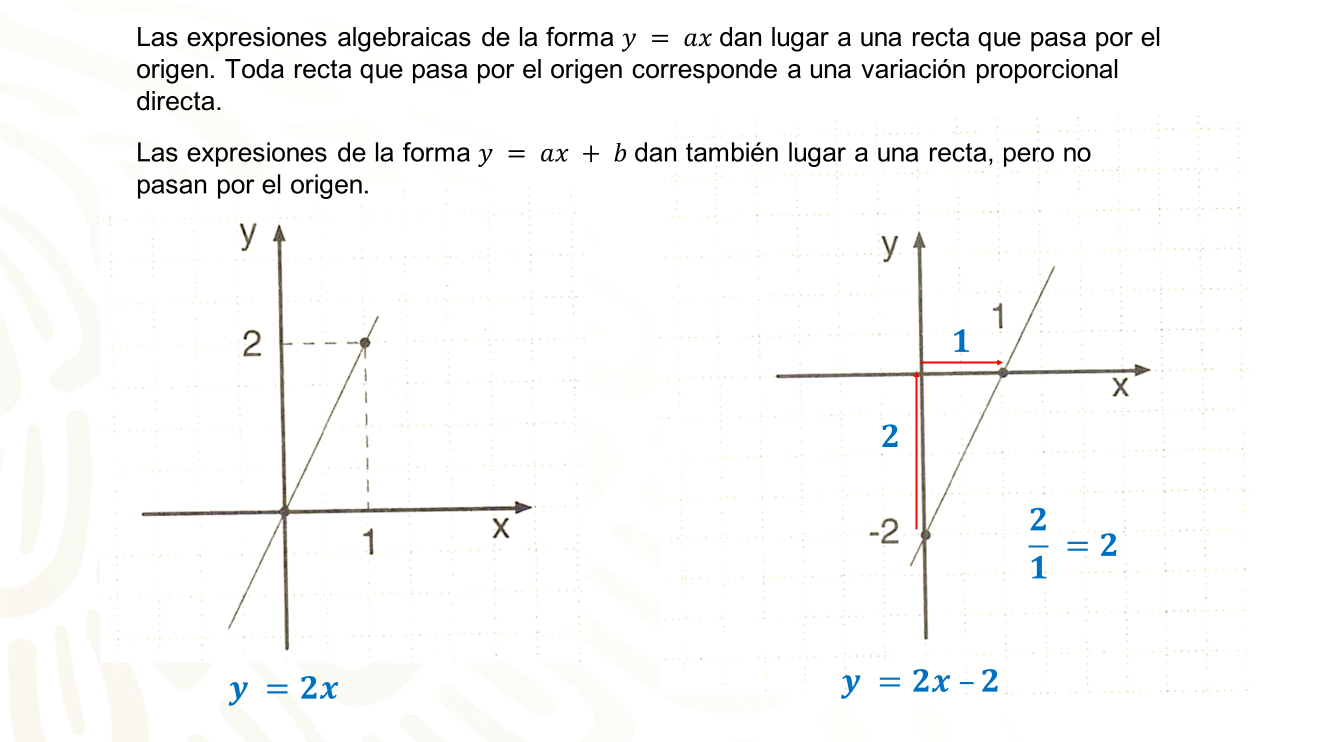 Las expresiones algebraicas de la forma y = ax dan lugar a una recta que pasa por el
origen. Toda recta que pasa por el origen corresponde a una variación proporcional
directa.
Las expresiones de la forma y = ax + b dan también lugar a una recta, pero no
pasan por el origen.
y
2
1
x
y = 2x
y
1
1
x
2
-2
2/1 = 2
y = 2x – 2